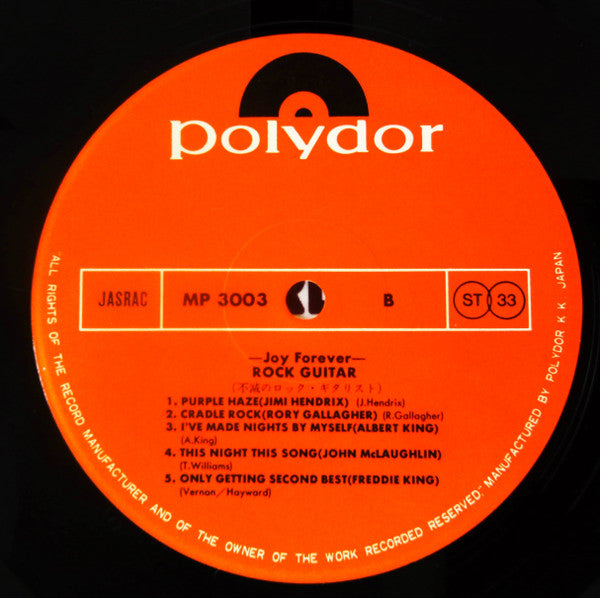 polydor
JASRAC MP 3003 B ST 33
—Joy Forever—
ROCK GUITAR
(不滅のロック・ギタリスト)
1. PURPLE HAZE(JIMI HENDRIX) (J.Hendrix)
2. CRADLE ROCK(RORY GALLAGHER) (R.Gallagher)
3. I'VE MADE NIGHTS BY MYSELF(ALBERT KING)
(A.King)
4. THIS NIGHT THIS SONG(JOHN McLAUGHLIN)
(T.Williams)
5. ONLY GETTING SECOND BEST(FREDDIE KING)
(Vernon/Hayward)
"ALL RIGHTS OF THE RECORD MANUFACTURER AND OF THE OWNER OF THE WORK RECORDED RESERVED." MANUFACTURED BY POLYDOR K K JAPAN